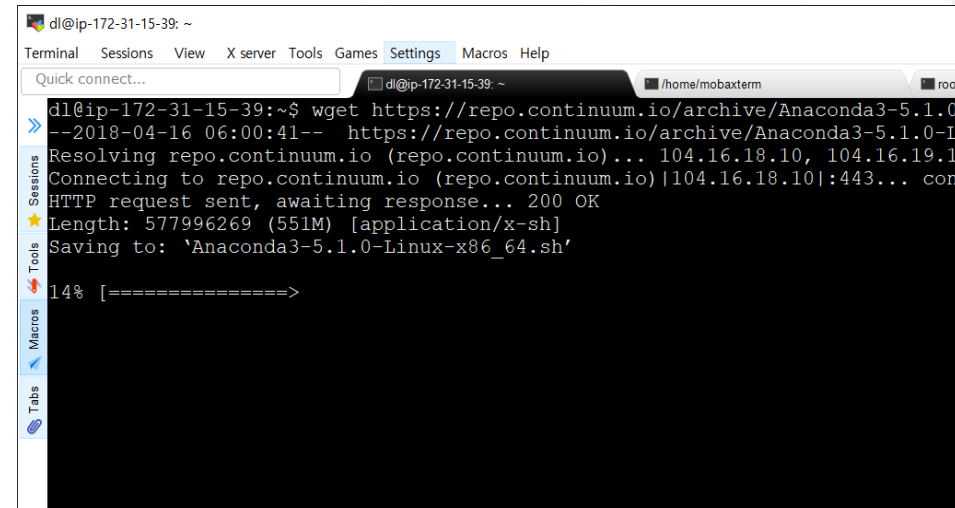 dl@ip-172-31-15-39: ~
Terminal Sessions View X server Tools Games Settings Macros Help
Quick connect...
dl@ip-172-31-15-39: ~
/home/mobaxterm
roo
dl@ip-172-31-15-39:~$ wget https://repo.continuum.io/archive/Anaconda3-5.1.0
--2018-04-16 06:00:41-- https://repo.continuum.io/archive/Anaconda3-5.1.0-L
Resolving repo.continuum.io (repo.continuum.io)... 104.16.18.10, 104.16.19.1
Connecting to repo.continuum.io (repo.continuum.io)|104.16.18.10|:443... con
HTTP request sent, awaiting response... 200 OK
Length: 577996269 (551M) [application/x-sh]
Saving to: ‘Anaconda3-5.1.0-Linux-x86_64.sh’
14% [===============>
Sessions
Tools
Macros
Tabs